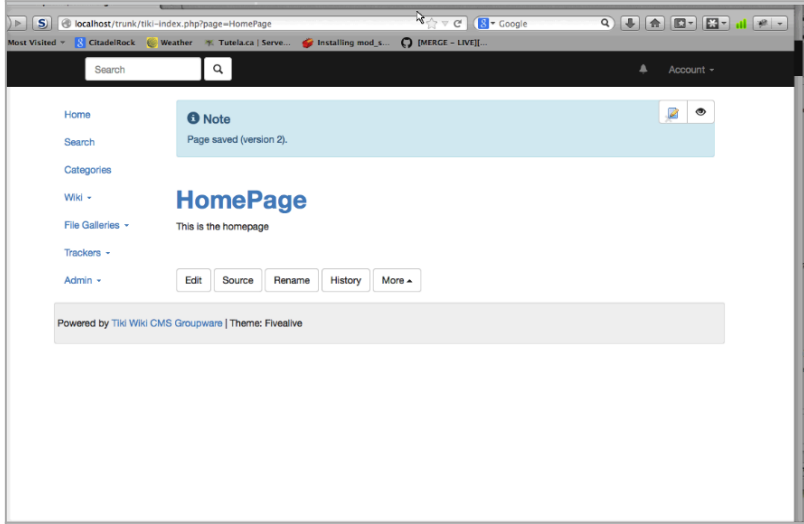 localhost/trunk/tiki-index.php?page=HomePage
Google
Most Visited
CitadelRock
Weather
Tutela.ca | Serve...
Installing mod_s...
[MERGE – LIVE][...
Search
Account
Home
Search
Categories
Wiki
File Galleries
Trackers
Admin
Note
Page saved (version 2).
HomePage
This is the homepage
Edit
Source
Rename
History
More
Powered by Tiki Wiki CMS Groupware | Theme: Fivealive